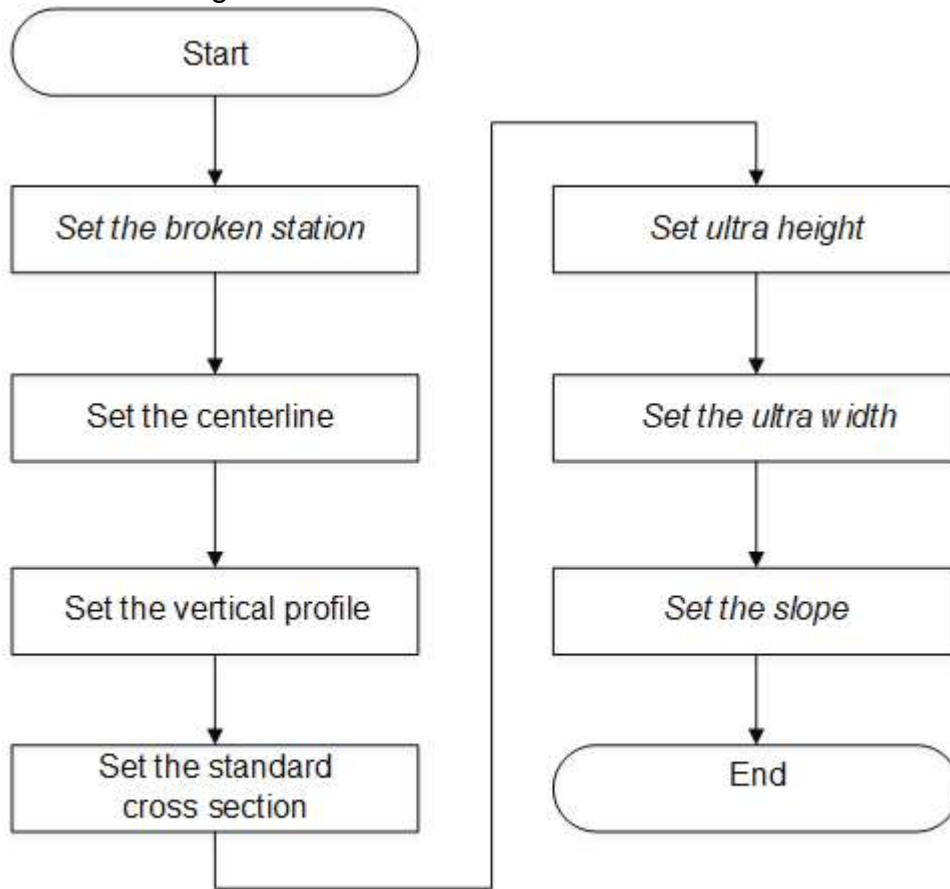 Start
Set the broken station
Set the centerline
Set the vertical profile
Set the standard
cross section
Set ultra height
Set the ultra width
Set the slope
End